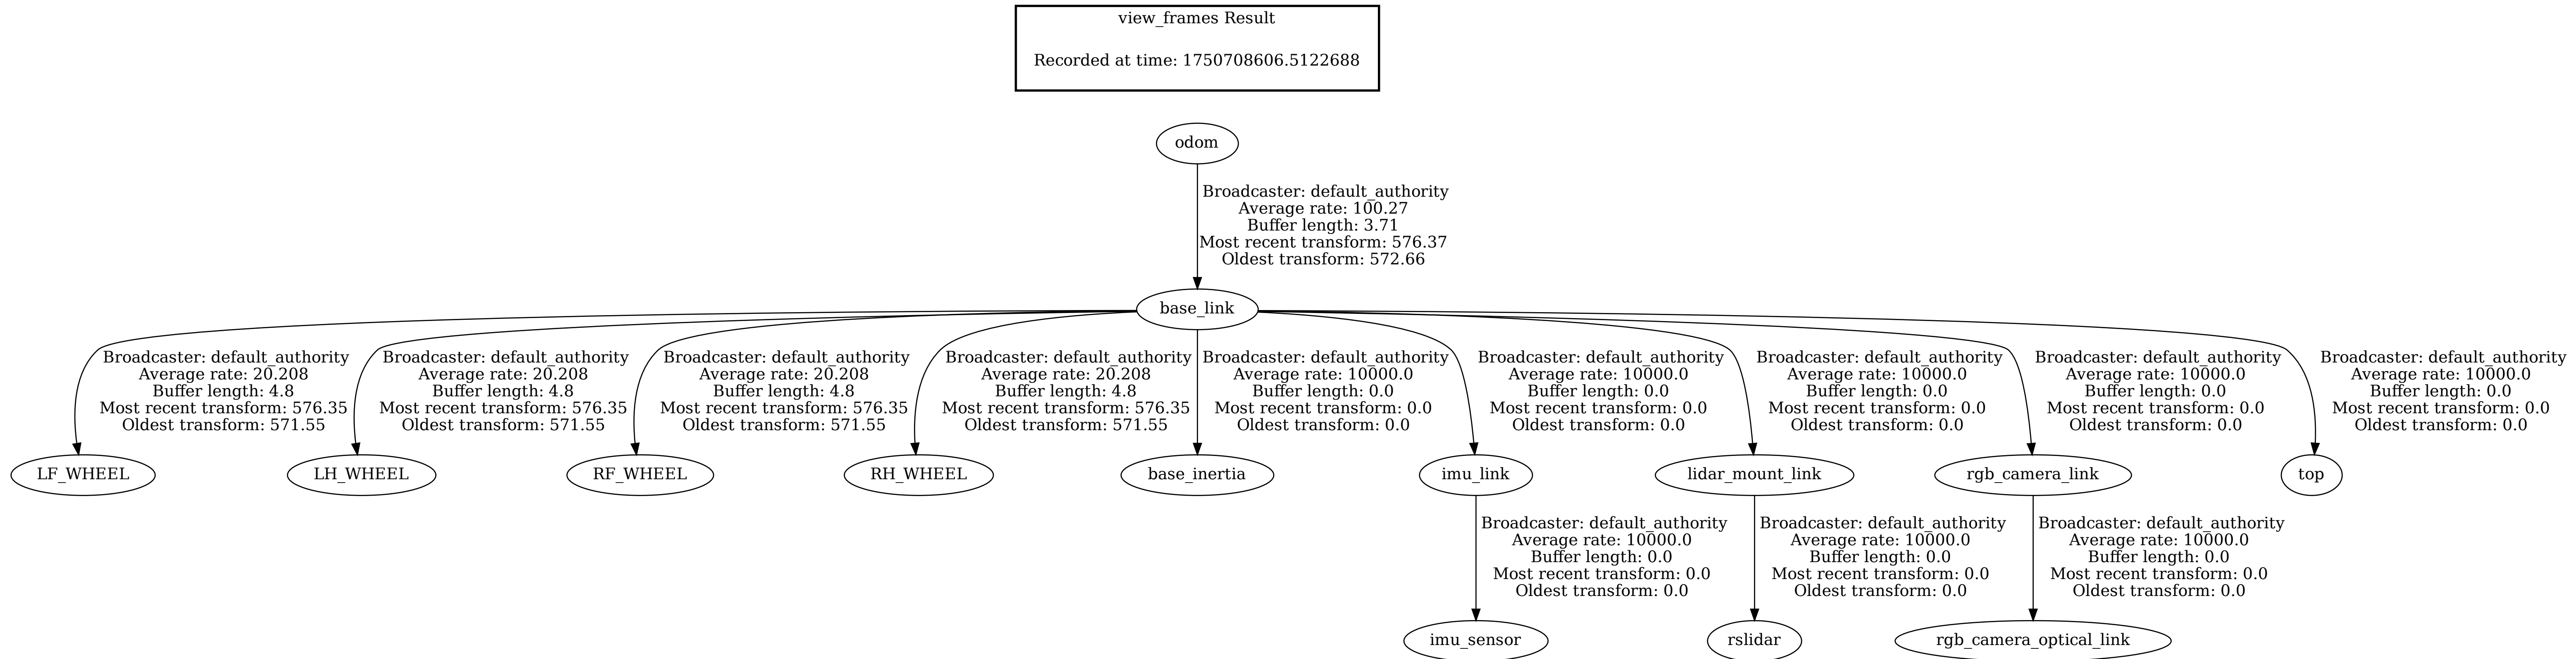 view_frames Result
Recorded at time: 1750708606.5122688
odom
Broadcaster: default_authority
Average rate: 100.27
Buffer length: 3.71
Most recent transform: 576.37
Oldest transform: 572.66
base_link
Broadcaster: default_authority
Average rate: 20.208
Buffer length: 4.8
Most recent transform: 576.35
Oldest transform: 571.55
Broadcaster: default_authority
Average rate: 20.208
Buffer length: 4.8
Most recent transform: 576.35
Oldest transform: 571.55
Broadcaster: default_authority
Average rate: 20.208
Buffer length: 4.8
Most recent transform: 576.35
Oldest transform: 571.55
Broadcaster: default_authority
Average rate: 20.208
Buffer length: 4.8
Most recent transform: 576.35
Oldest transform: 571.55
Broadcaster: default_authority
Average rate: 10000.0
Buffer length: 0.0
Most recent transform: 0.0
Oldest transform: 0.0
Broadcaster: default_authority
Average rate: 10000.0
Buffer length: 0.0
Most recent transform: 0.0
Oldest transform: 0.0
Broadcaster: default_authority
Average rate: 10000.0
Buffer length: 0.0
Most recent transform: 0.0
Oldest transform: 0.0
Broadcaster: default_authority
Average rate: 10000.0
Buffer length: 0.0
Most recent transform: 0.0
Oldest transform: 0.0
Broadcaster: default_authority
Average rate: 10000.0
Buffer length: 0.0
Most recent transform: 0.0
Oldest transform: 0.0
LF_WHEEL
LH_WHEEL
RF_WHEEL
RH_WHEEL
base_inertia
imu_link
lidar_mount_link
rgb_camera_link
top
Broadcaster: default_authority
Average rate: 10000.0
Buffer length: 0.0
Most recent transform: 0.0
Oldest transform: 0.0
Broadcaster: default_authority
Average rate: 10000.0
Buffer length: 0.0
Most recent transform: 0.0
Oldest transform: 0.0
Broadcaster: default_authority
Average rate: 10000.0
Buffer length: 0.0
Most recent transform: 0.0
Oldest transform: 0.0
imu_sensor
rslidar
rgb_camera_optical_link